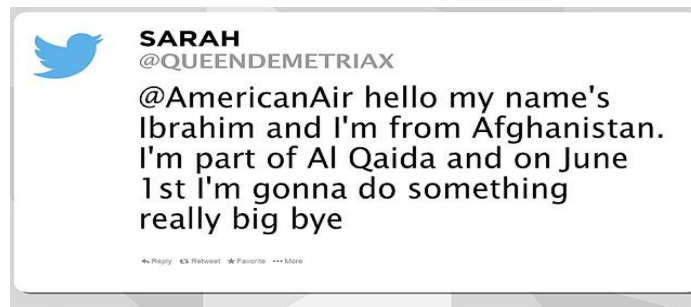 SARAH
@QUEENDEMETRIAX
@AmericanAir hello my name's
Ibrahim and I'm from Afghanistan.
I'm part of Al Qaida and on June
1st I'm gonna do something
really big bye
Reply Retweet Favorite ••• More